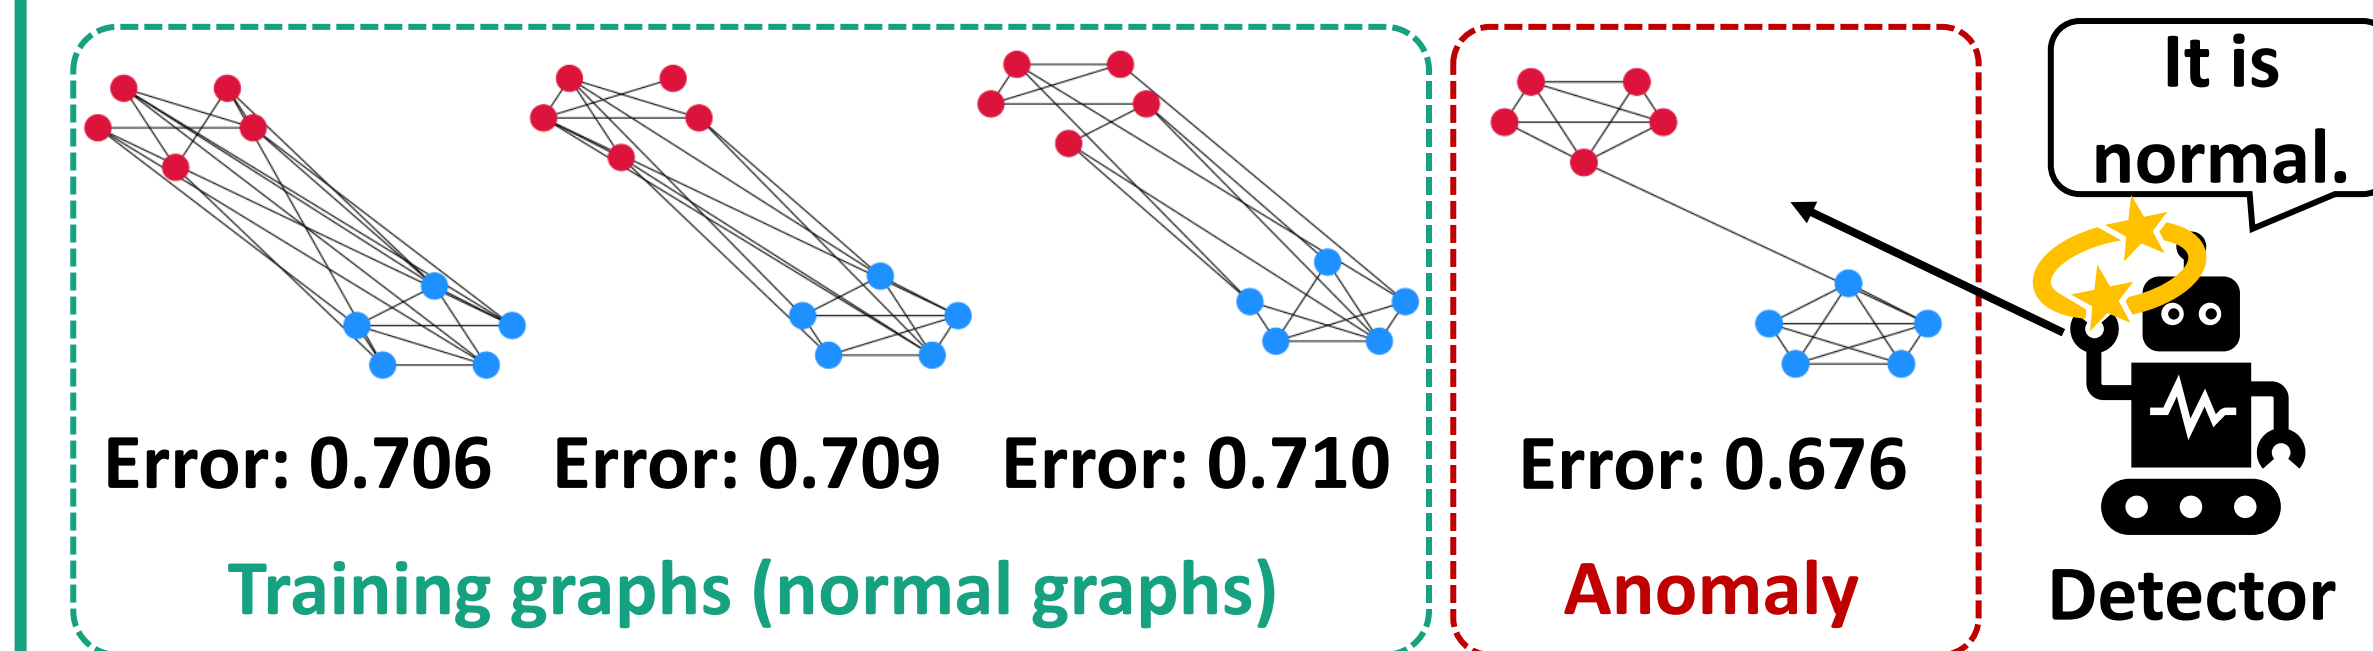 It is
normal.
Error: 0.706
Error: 0.709
Error: 0.710
Error: 0.676
Training graphs (normal graphs)
Anomaly
Detector